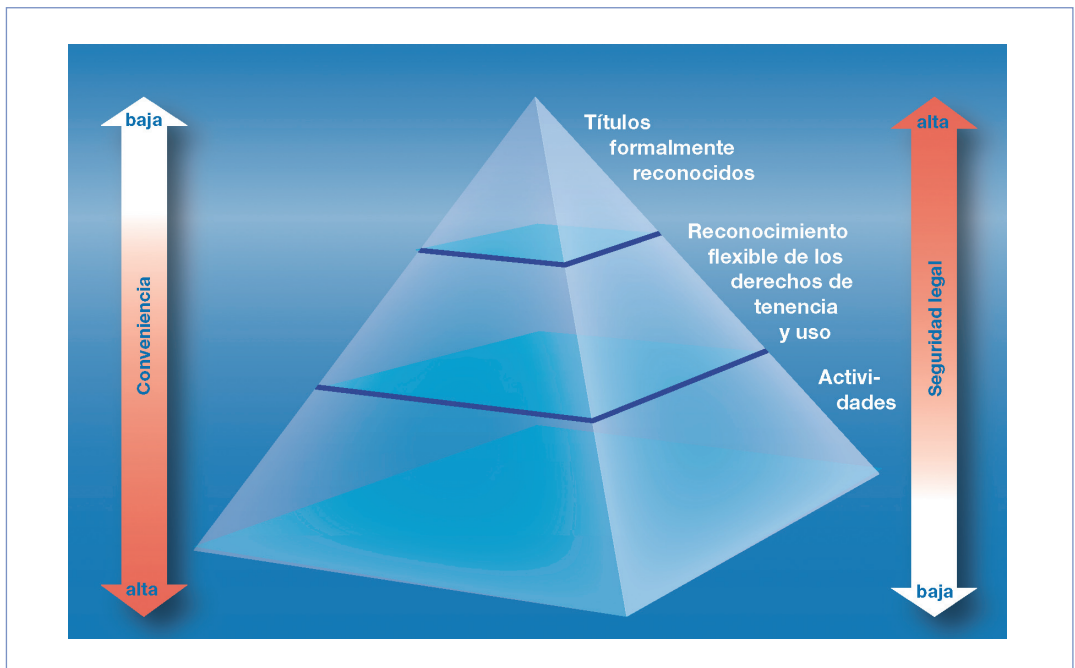 baja
Conveniencia
alta
Títulos
formalmente
reconocidos
Reconocimiento
flexible de los
derechos de
tenencia
y uso
Activi-
dades
alta
Seguridad legal
baja